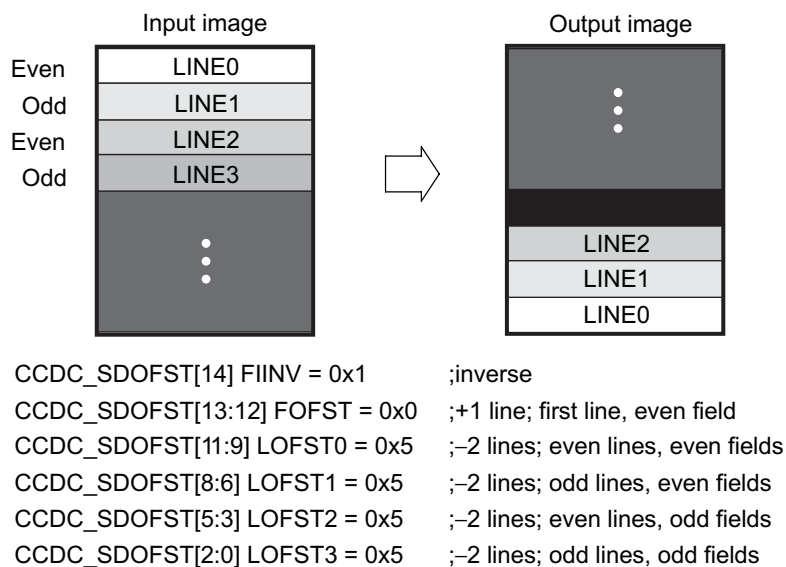 Input image
Output image
Even
LINE0
Odd
LINE1
Even
LINE2
Odd
LINE3
LINE2
LINE1
LINE0
CCDC_SDOFST[14] FIINV = 0x1 ;inverse
CCDC_SDOFST[13:12] FOFST = 0x0 ;+1 line; first line, even field
CCDC_SDOFST[11:9] LOFST0 = 0x5 ;–2 lines; even lines, even fields
CCDC_SDOFST[8:6] LOFST1 = 0x5 ;–2 lines; odd lines, even fields
CCDC_SDOFST[5:3] LOFST2 = 0x5 ;–2 lines; even lines, odd fields
CCDC_SDOFST[2:0] LOFST3 = 0x5 ;–2 lines; odd lines, odd fields